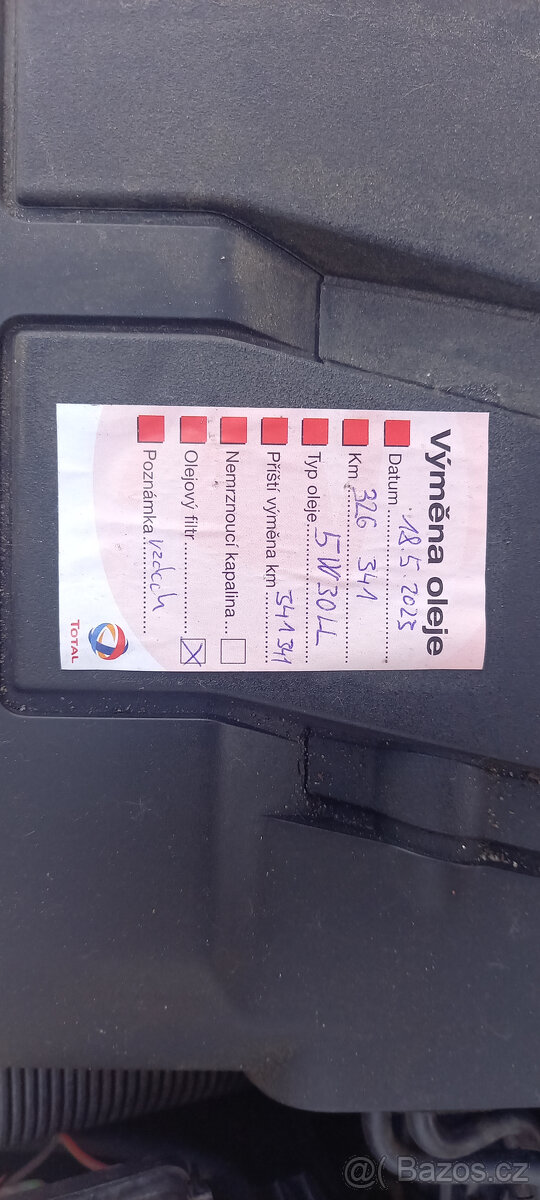 Výměna oleje
Datum 18.5.2023
Km 326 341
Typ oleje 5W30LL
Příští výměna km 341341
Nemrznoucí kapalina
Olejový filtr X
Poznámka vzduch
TOTAL
@ Bazos.cz